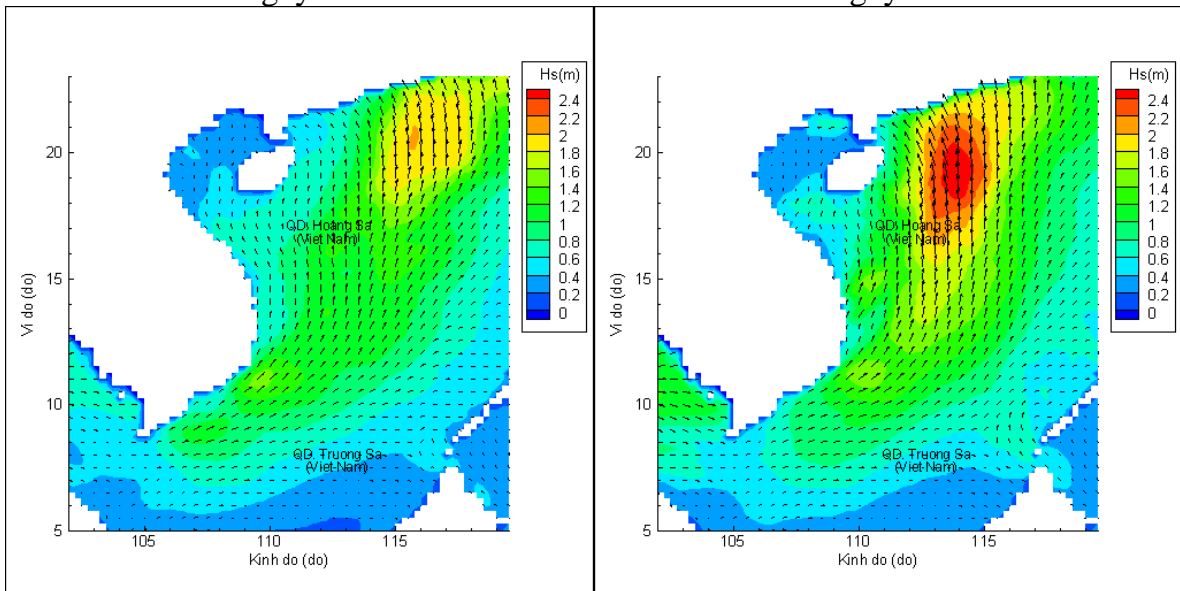 Hs(m)
2.4
2.2
2
1.8
1.6
1.4
1.2
1
0.8
0.6
0.4
0.2
0
20
15
10
5
Vi do (do)
QD. Hoang Sa
(Viet Nam)
QD. Truong Sa
(Viet Nam)
105
110
115
Kinh do (do)
Hs(m)
2.4
2.2
2
1.8
1.6
1.4
1.2
1
0.8
0.6
0.4
0.2
0
20
15
10
5
Vi do (do)
QD. Hoang Sa
(Viet Nam)
QD. Truong Sa
(Viet Nam)
105
110
115
Kinh do (do)